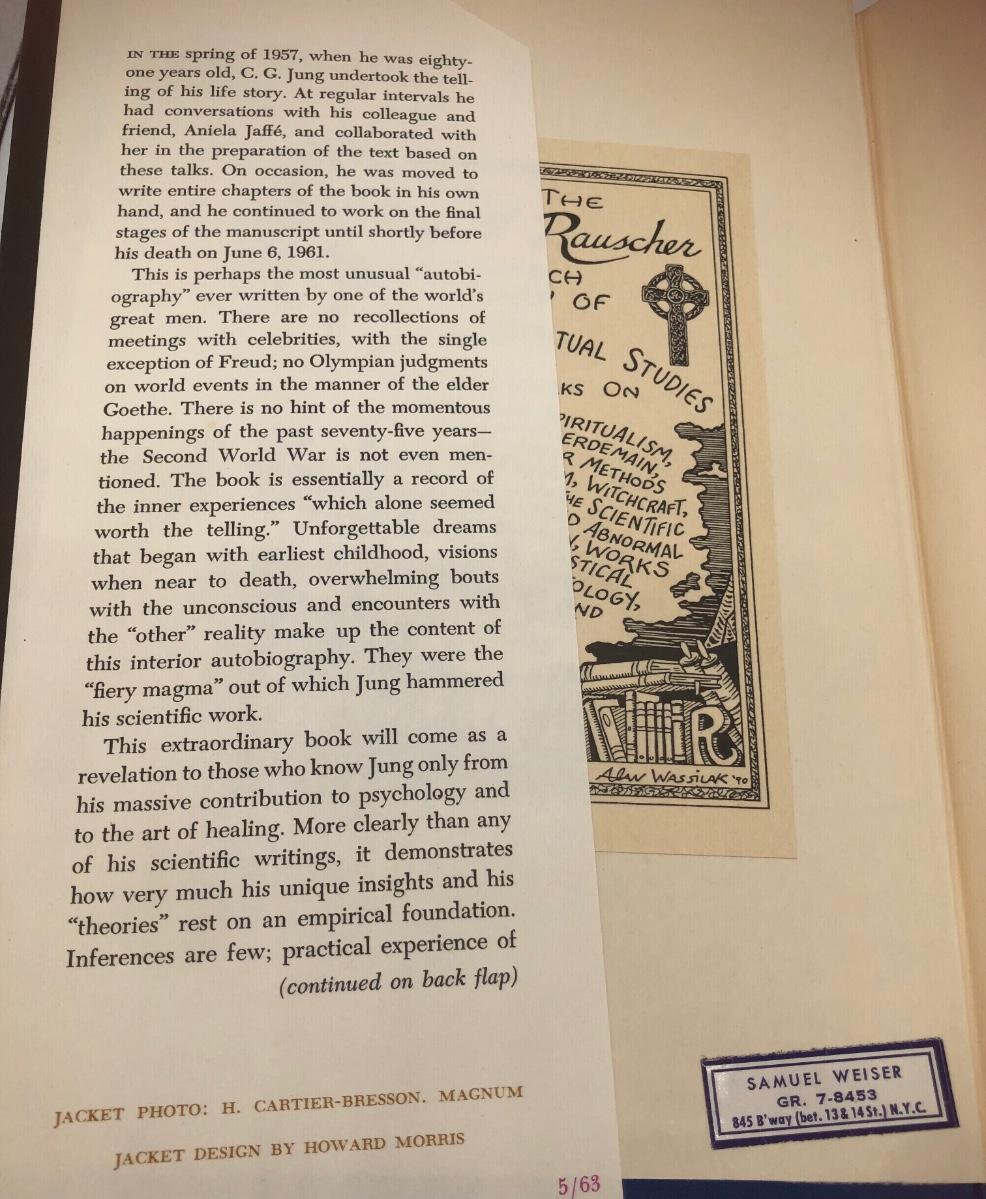 IN THE spring of 1957, when he was eighty-
one years old, C. G. Jung undertook the tell-
ing of his life story. At regular intervals he
had conversations with his colleague and
friend, Aniela Jaffé, and collaborated with
her in the preparation of the text based on
these talks. On occasion, he was moved to
write entire chapters of the book in his own
hand, and he continued to work on the final
stages of the manuscript until shortly before
his death on June 6, 1961.
This is perhaps the most unusual “autobi-
ography” ever written by one of the world’s
great men. There are no recollections of
meetings with celebrities, with the single
exception of Freud; no Olympian judgments
on world events in the manner of the elder
Goethe. There is no hint of the momentous
happenings of the past seventy-five years—
the Second World War is not even men-
tioned. The book is essentially a record of
the inner experiences “which alone seemed
worth the telling.” Unforgettable dreams
that began with earliest childhood, visions
when near to death, overwhelming bouts
with the unconscious and encounters with
the “other” reality make up the content of
this interior autobiography. They were the
“fiery magma” out of which Jung hammered
his scientific work.
This extraordinary book will come as a
revelation to those who know Jung only from
his massive contribution to psychology and
to the art of healing. More clearly than any
of his scientific writings, it demonstrates
how very much his unique insights and his
“theories” rest on an empirical foundation.
Inferences are few; practical experience of
(continued on back flap)
JACKET PHOTO: H. CARTIER-BRESSON. MAGNUM
JACKET DESIGN BY HOWARD MORRIS
5/63
THE
Rauscher
CH
OF
TUAL STUDIES
KS ON
PIRITUALISM,
ERDEMAIN,
R METHODS
M, WITCHCRAFT,
HE SCIENTIFIC
D ABNORMAL
N, WORKS
STICAL
OLOGY,
ND
R
Alan Wassilak '90
SAMUEL WEISER
GR. 7-8453
845 B'way (bet. 13 & 14 St.) N.Y.C.